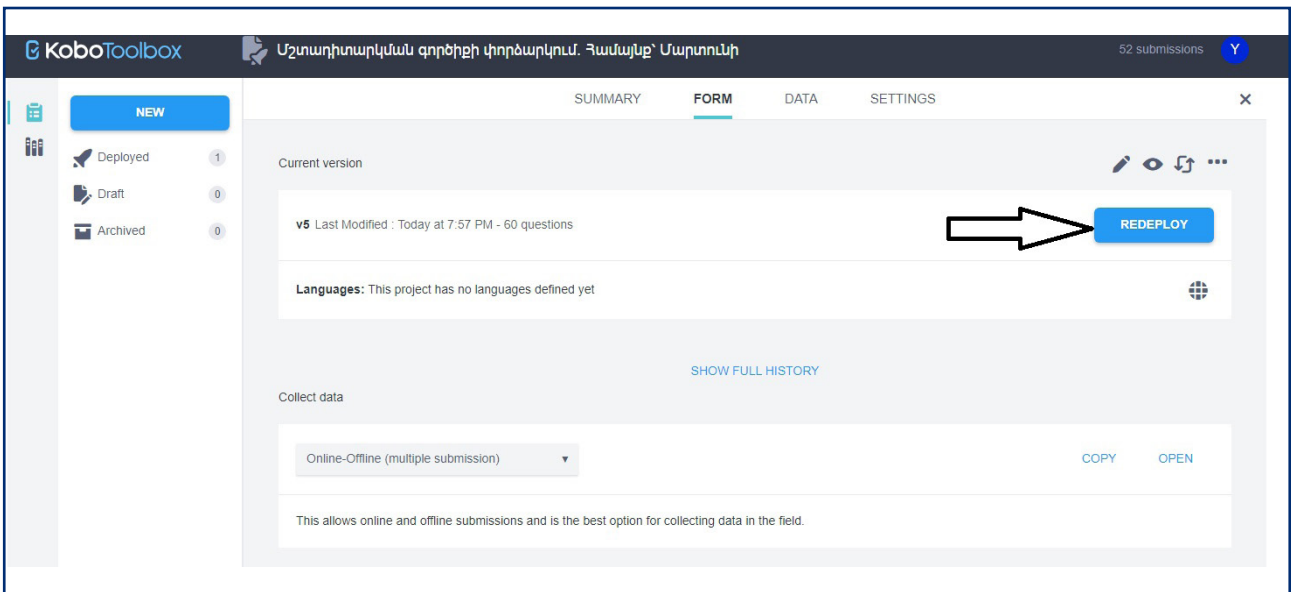 KoboToolbox
Մշտադիտարկման գործիքի փորձարկում. Համայնք՝ Մարտունի
52 submissions
Y
NEW
Deployed 1
Draft 0
Archived 0
SUMMARY FORM DATA SETTINGS
Current version
v5 Last Modified : Today at 7:57 PM - 60 questions
REDEPLOY
Languages: This project has no languages defined yet
SHOW FULL HISTORY
Collect data
Online-Offline (multiple submission)
COPY OPEN
This allows online and offline submissions and is the best option for collecting data in the field.